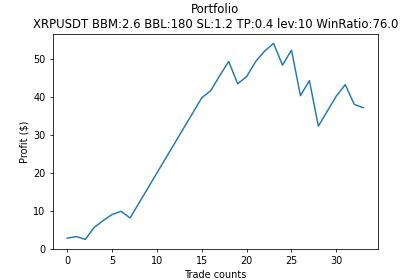 Portfolio
XRPUSDT BBM:2.6 BBL:180 SL:1.2 TP:0.4 lev:10 WinRatio:76.0
Profit ($)
50
40
30
20
10
0
0 5 10 15 20 25 30
Trade counts